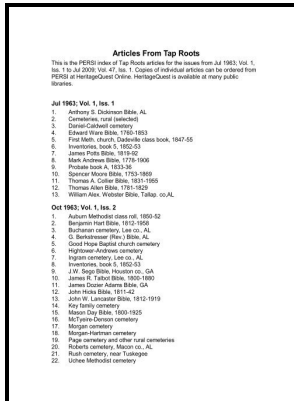 Articles From Tap Roots
This is the PERSI index of Tap Roots articles for the issues from Jul 1963; Vol. 1,
Iss. 1 to Jul 2009; Vol. 47, Iss. 1. Copies of individual articles can be ordered from
PERSI at HeritageQuest Online. HeritageQuest is available at many public
libraries.
Jul 1963; Vol. 1, Iss. 1
1. Anthony S. Dickinson Bible, AL
2. Cemeteries, rural (selected)
3. Daniel-Caldwell cemetery
4. Edward Ware Bible, 1760-1853
5. First Meth. church, Dadeville class book, 1847-55
6. Inventories, book 5, 1852-53
7. James Potts Bible, 1819-92
8. Mark Andrews Bible, 1776-1906
9. Probate book A, 1833-36
10. Spencer Moore Bible, 1753-1869
11. Thomas A. Collier Bible, 1831-1955
12. Thomas Allen Bible, 1781-1829
13. William Alex. Webster Bible, Tallap. co,AL
Oct 1963; Vol. 1, Iss. 2
1. Auburn Methodist class roll, 1850-52
2. Benjamin Hart Bible, 1812-1958
3. Buchanan cemetery, Lee co., AL
4. G. Berkstresser (Rev.) Bible, AL
5. Good Hope Baptist church cemetery
6. Hightower-Andrews cemetery
7. Ingram cemetery, Lee co., AL
8. Inventories, book 5, 1852-53
9. J.W. Sego Bible, Houston co., GA
10. James R. Talbot Bible, 1800-1880
11. James Dozier Adams Bible, GA
12. John Hicks Bible, 1811-42
13. John W. Lancaster Bible, 1812-1919
14. Key family cemetery
15. Mason Day Bible, 1800-1925
16. McTyeire-Denson cemetery
17. Morgan cemetery
18. Morgan-Hartman cemetery
19. Page cemetery and other rural cemeteries
20. Roberts cemetery, Macon co., AL
21. Rush cemetery, near Tuskegee
22. Uchee Methodist cemetery